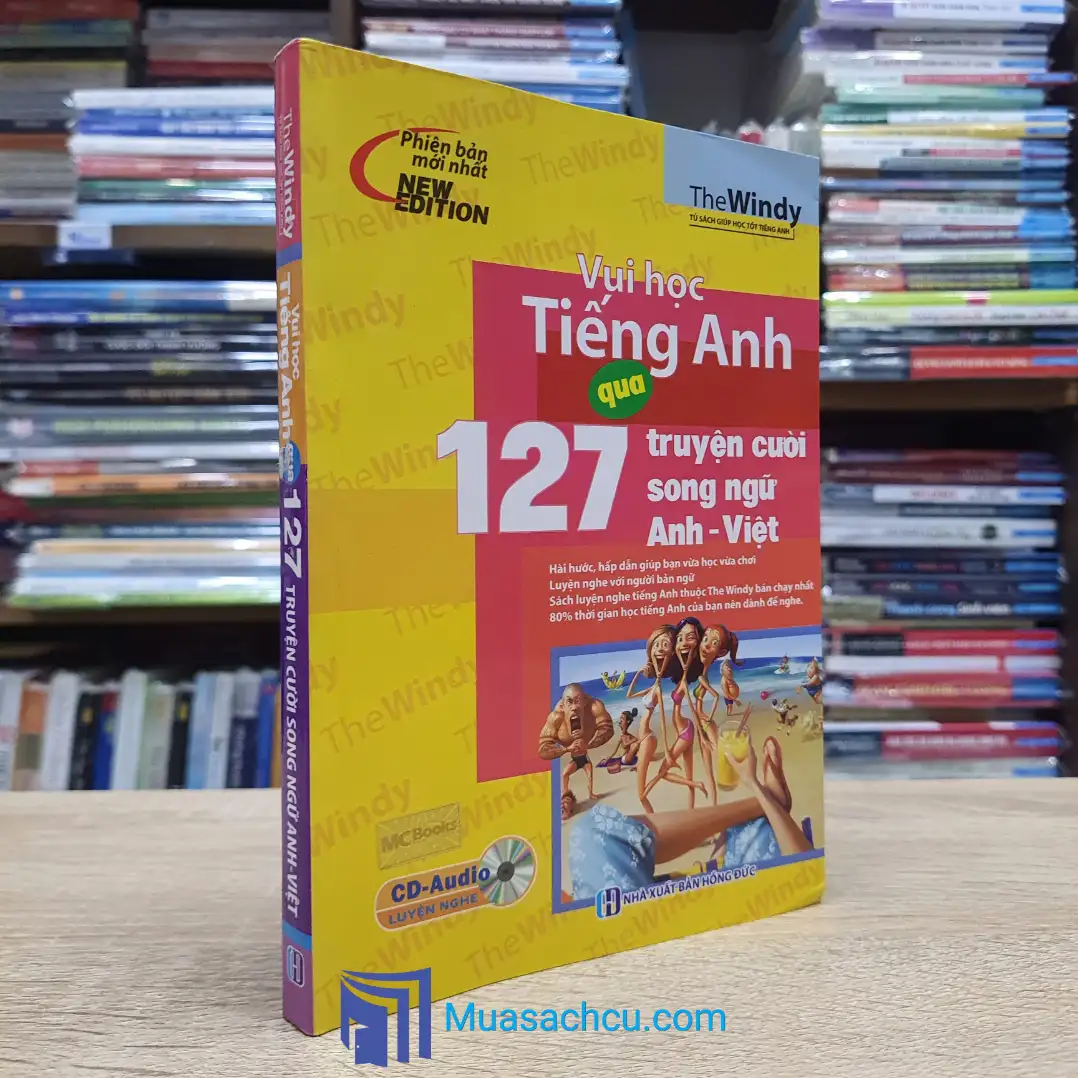 Phiên bản
mới nhất
NEW
EDITION
TheWindy
TỦ SÁCH GIÚP HỌC TỐT TIẾNG ANH
Vui học
Tiếng Anh
qua
127
truyện cười
song ngữ
Anh - Việt
Hài hước, hấp dẫn giúp bạn vừa học vừa chơi
Luyện nghe với người bản ngữ
Sách luyện nghe tiếng Anh thuộc The Windy bán chạy nhất
80% thời gian học tiếng Anh của bạn nên dành để nghe.
MCBooks
CD-Audio
LUYỆN NGHE
NHÀ XUẤT BẢN HỒNG ĐỨC
TheWindy
Vui học
Tiếng Anh
qua
127 TRUYỆN CƯỜI SONG NGỮ ANH-VIỆT
Muasachcu.com